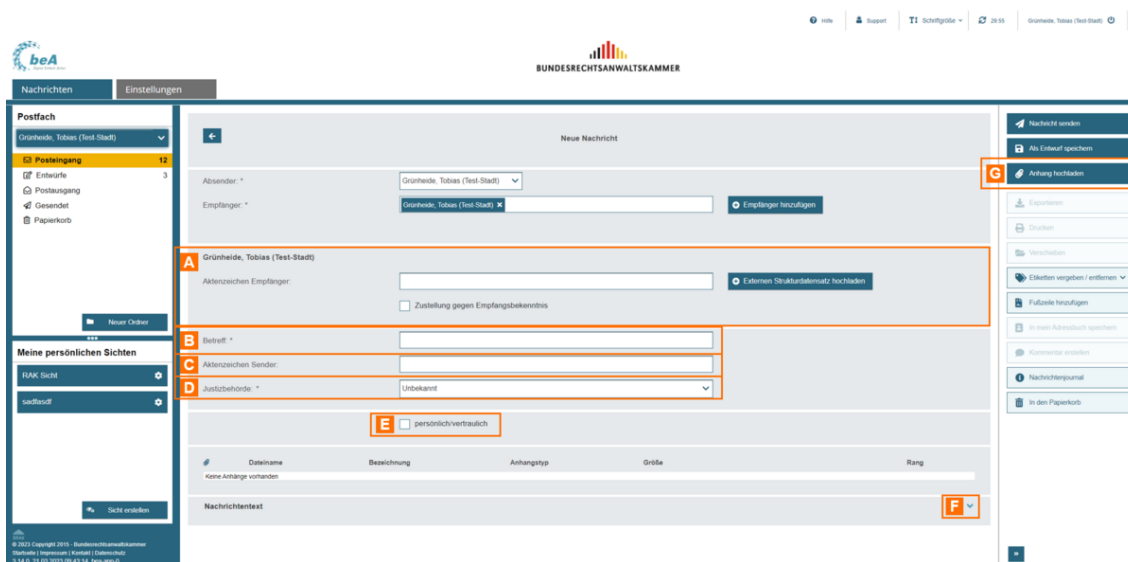 Hilfe
Support
Schriftgröße
28:55
Grünheide, Tobias (Test-Stadt)
beA
BUNDESRECHTSANWALTSKAMMER
Nachrichten
Einstellungen
Postfach
Grünheide, Tobias (Test-Stadt)
Posteingang 12
Entwürfe 3
Postausgang
Gesendet
Papierkorb
Neuer Ordner
Meine persönlichen Sichten
RAK Sicht
sadfasdf
Sicht erstellen
© 2023 Copyright 2015 - Bundesrechtsanwaltskammer
Startseite | Impressum | Kontakt | Datenschutz
Neue Nachricht
Absender: * Grünheide, Tobias (Test-Stadt)
Empfänger: * Grünheide, Tobias (Test-Stadt) X Empfänger hinzufügen
A Grünheide, Tobias (Test-Stadt)
Aktenzeichen Empfänger: Externen Strukturdatensatz hochladen
Zustellung gegen Empfangsbekenntnis
B Betreff: *
C Aktenzeichen Sender:
D Justizbehörde: * Unbekannt
E persönlich/vertraulich
Dateiname Bezeichnung Anhangstyp Größe Rang
Keine Anhänge vorhanden
Nachrichtentext F
Nachricht senden
Als Entwurf speichern
G Anhang hochladen
Exportieren
Drucken
Verschieben
Etiketten vergeben / entfernen
Fußzeile hinzufügen
In mein Adressbuch speichern
Kommentar erstellen
Nachrichtenjournal
In den Papierkorb
»